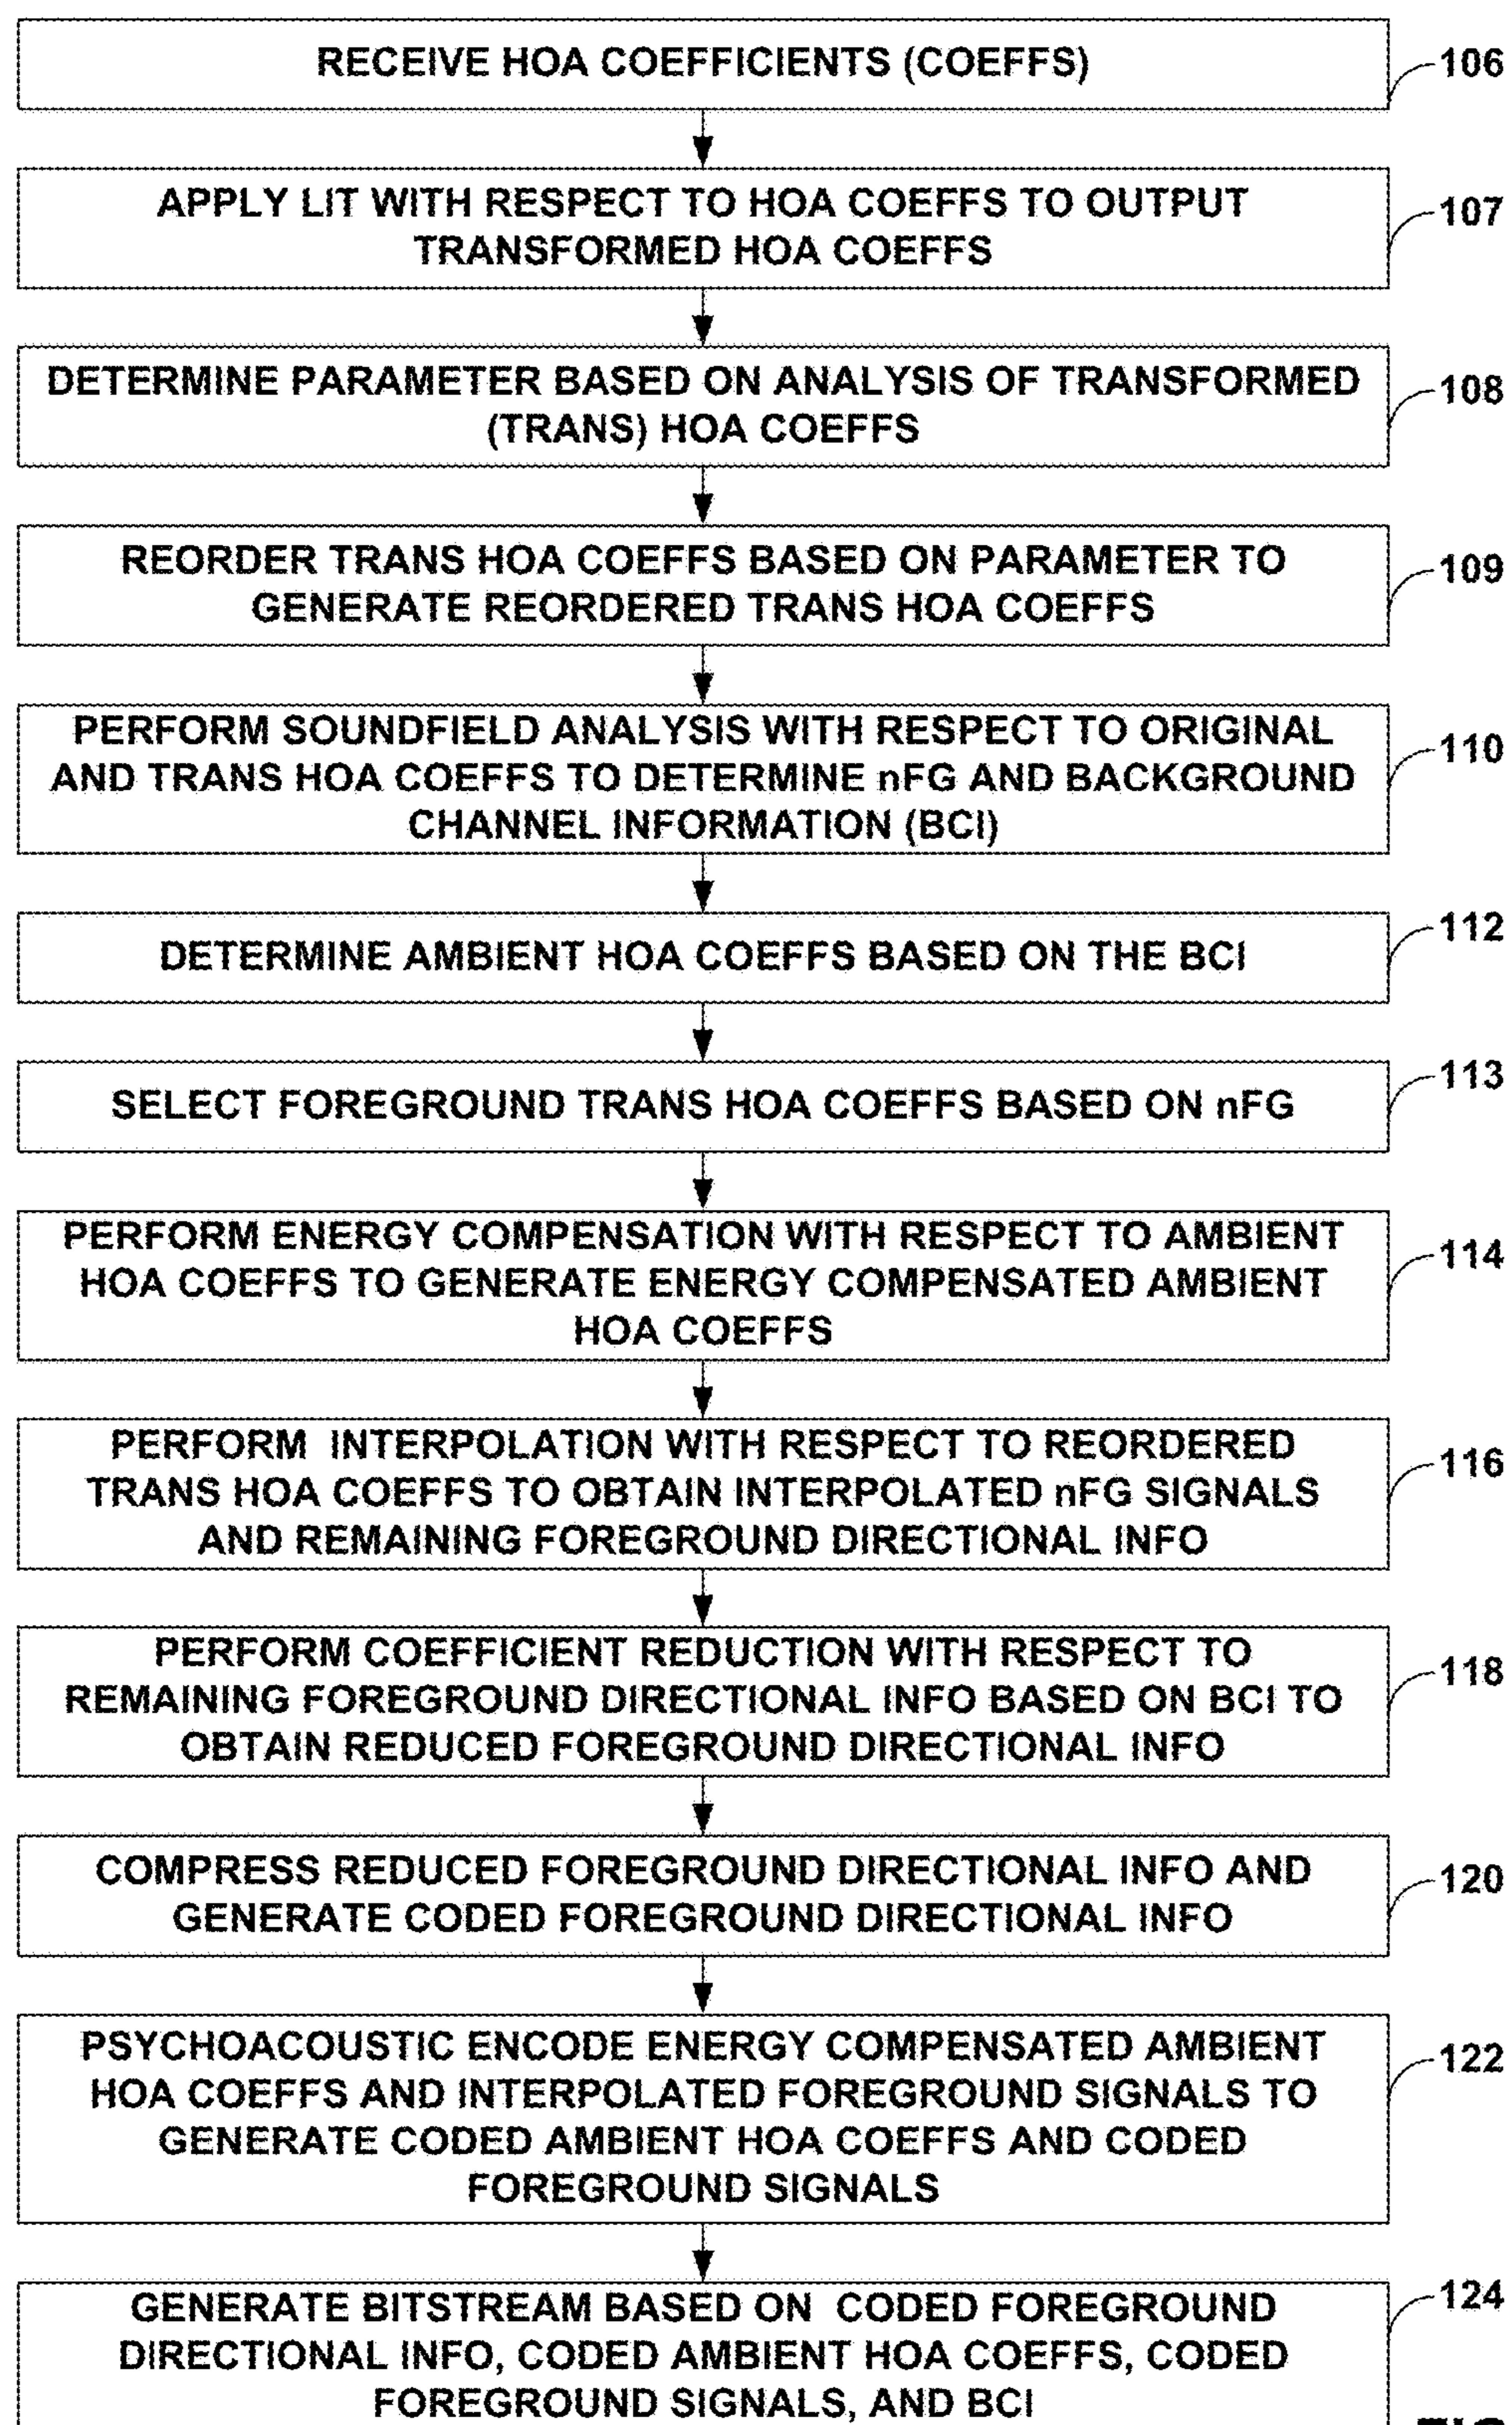 RECEIVE HOA COEFFICIENTS (COEFFS)
106
APPLY LIT WITH RESPECT TO HOA COEFFS TO OUTPUT
TRANSFORMED HOA COEFFS
107
DETERMINE PARAMETER BASED ON ANALYSIS OF TRANSFORMED
(TRANS) HOA COEFFS
108
REORDER TRANS HOA COEFFS BASED ON PARAMETER TO
GENERATE REORDERED TRANS HOA COEFFS
109
PERFORM SOUNDFIELD ANALYSIS WITH RESPECT TO ORIGINAL
AND TRANS HOA COEFFS TO DETERMINE nFG AND BACKGROUND
CHANNEL INFORMATION (BCI)
110
DETERMINE AMBIENT HOA COEFFS BASED ON THE BCI
112
SELECT FOREGROUND TRANS HOA COEFFS BASED ON nFG
113
PERFORM ENERGY COMPENSATION WITH RESPECT TO AMBIENT
HOA COEFFS TO GENERATE ENERGY COMPENSATED AMBIENT
HOA COEFFS
114
PERFORM INTERPOLATION WITH RESPECT TO REORDERED
TRANS HOA COEFFS TO OBTAIN INTERPOLATED nFG SIGNALS
AND REMAINING FOREGROUND DIRECTIONAL INFO
116
PERFORM COEFFICIENT REDUCTION WITH RESPECT TO
REMAINING FOREGROUND DIRECTIONAL INFO BASED ON BCI TO
OBTAIN REDUCED FOREGROUND DIRECTIONAL INFO
118
COMPRESS REDUCED FOREGROUND DIRECTIONAL INFO AND
GENERATE CODED FOREGROUND DIRECTIONAL INFO
120
PSYCHOACOUSTIC ENCODE ENERGY COMPENSATED AMBIENT
HOA COEFFS AND INTERPOLATED FOREGROUND SIGNALS TO
GENERATE CODED AMBIENT HOA COEFFS AND CODED
FOREGROUND SIGNALS
122
GENERATE BITSTREAM BASED ON CODED FOREGROUND
DIRECTIONAL INFO, CODED AMBIENT HOA COEFFS, CODED
FOREGROUND SIGNALS, AND BCI
124